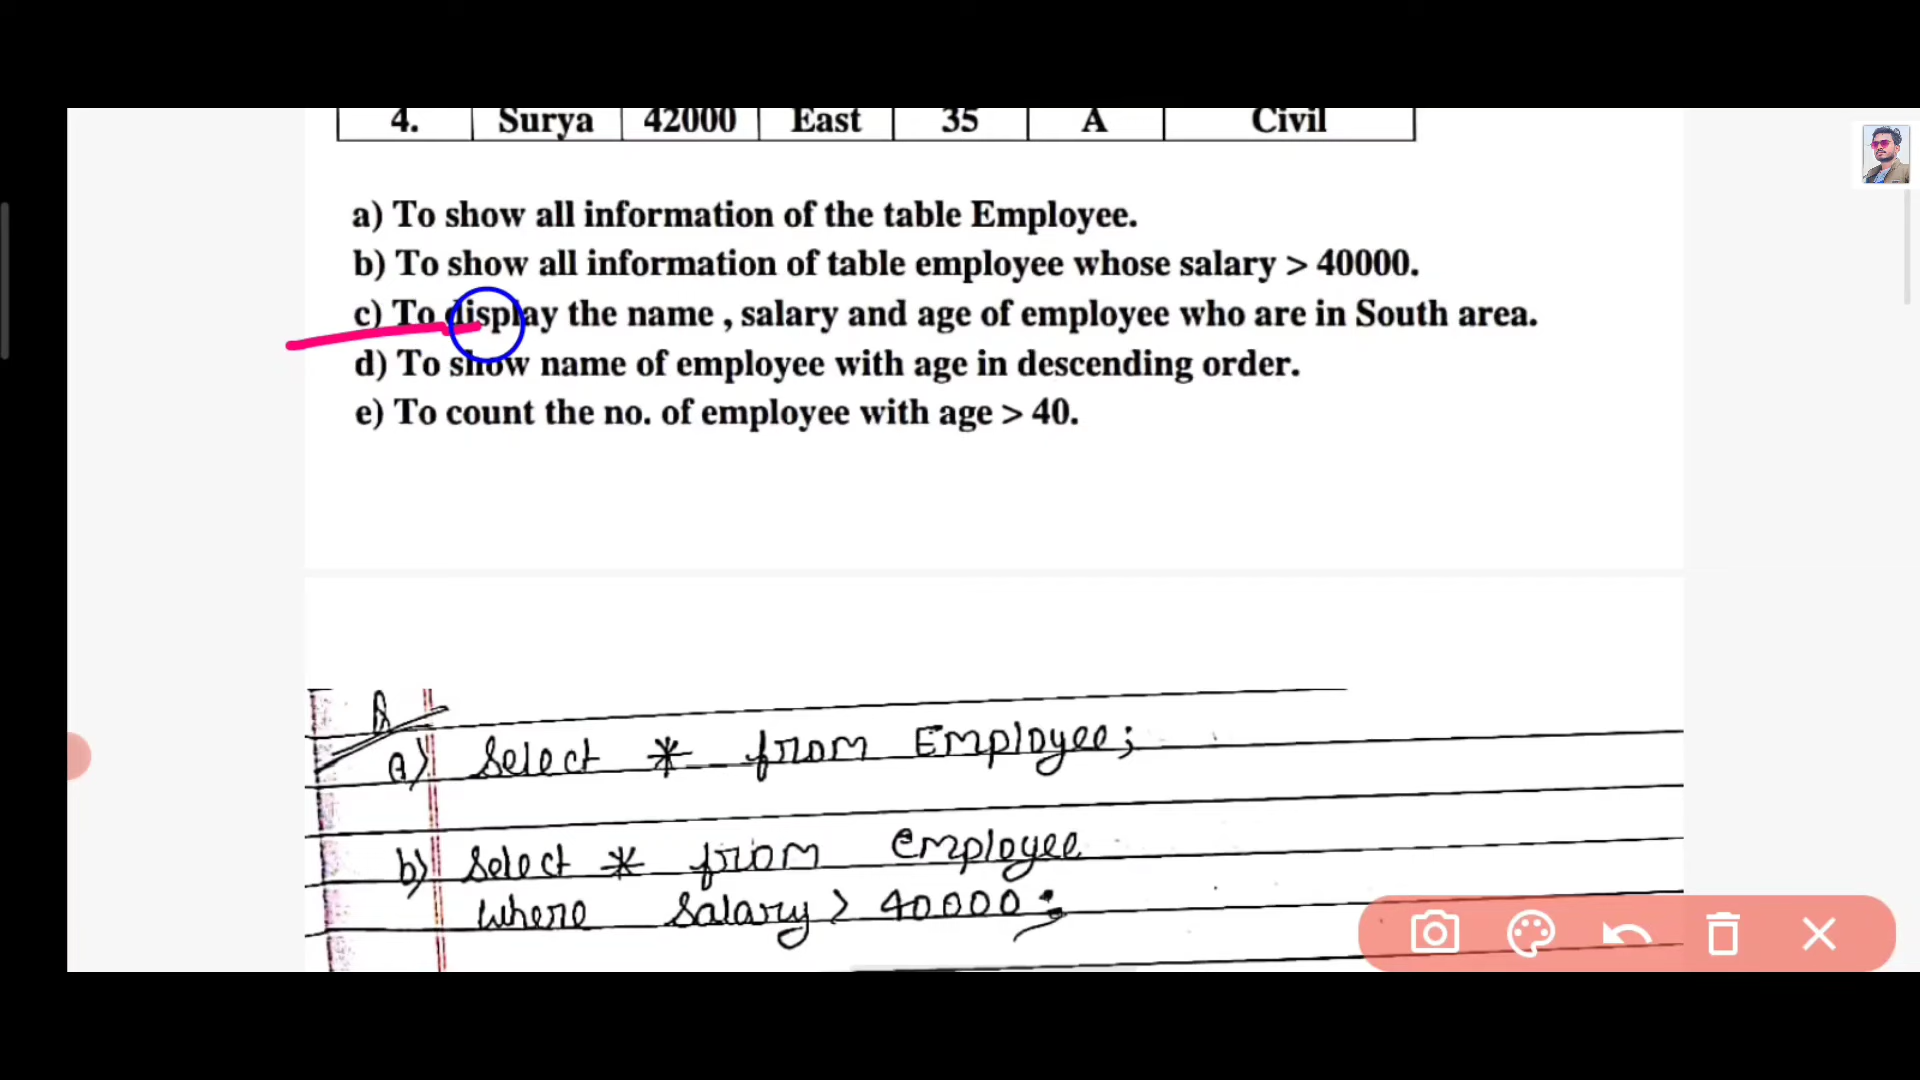 4. Surya 42000 East 35 A Civil
a) To show all information of the table Employee.
b) To show all information of table employee whose salary > 40000.
c) To display the name , salary and age of employee who are in South area.
d) To show name of employee with age in descending order.
e) To count the no. of employee with age > 40.
A
a) Select * from Employee;
b) Select * from employee
where salary > 40000;